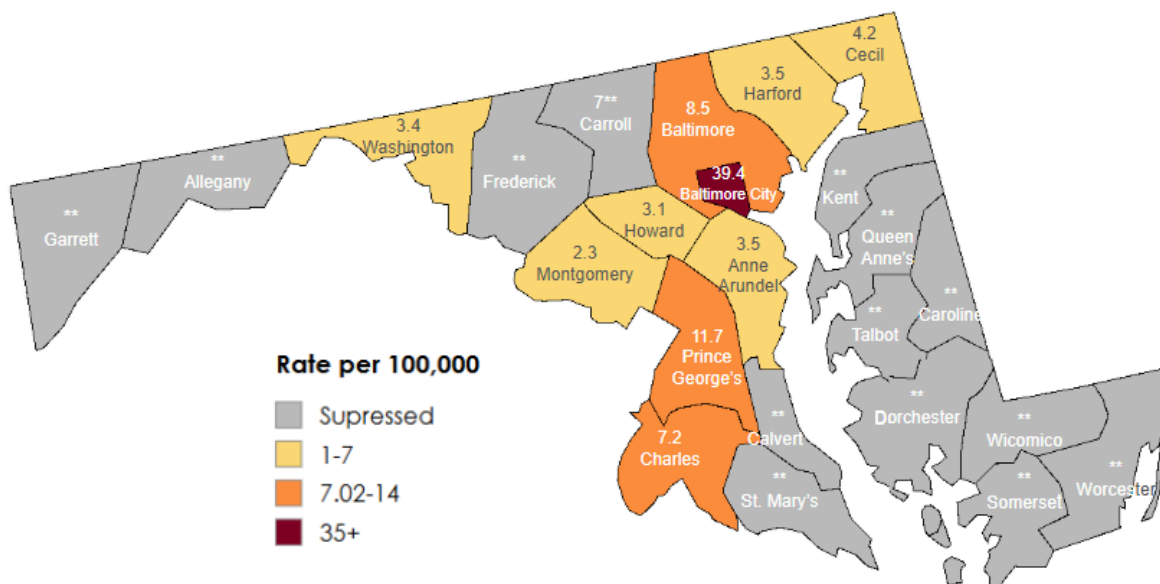 4.2
Cecil
3.5
Harford
7**
Carroll
8.5
Baltimore
3.4
Washington
**
Allegany
**
Frederick
39.4
Baltimore City
**
Kent
**
Garrett
3.1
Howard
**
Queen
Anne's
2.3
Montgomery
3.5
Anne
Arundel
**
Caroline
**
Talbot
11.7
Prince
George's
Rate per 100,000
Supressed
1-7
7.02-14
35+
**
Dorchester
**
Calvert
**
Wicomico
7.2
Charles
**
St. Mary's
**
Somerset
**
Worcester